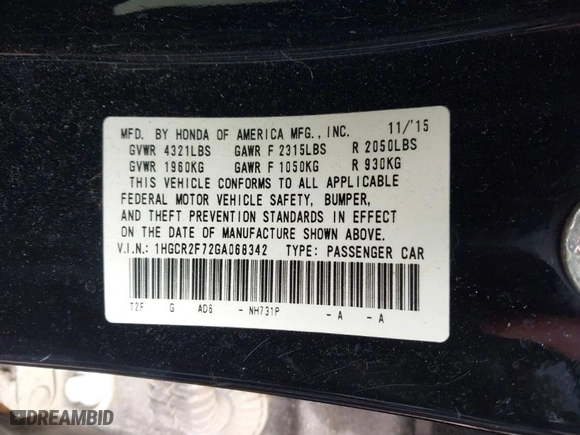 MFD. BY HONDA OF AMERICA MFG., INC. 11/'15
GVWR 4321LBS GAWR F 2315LBS R 2050LBS
GVWR 1960KG GAWR F 1050KG R 930KG
THIS VEHICLE CONFORMS TO ALL APPLICABLE
FEDERAL MOTOR VEHICLE SAFETY, BUMPER,
AND THEFT PREVENTION STANDARDS IN EFFECT
ON THE DATE OF MANUFACTURE SHOWN ABOVE.
V.I.N.: 1HGCR2F72GA068342 TYPE: PASSENGER CAR
T2F G AD6 - NH731P - A - A
DREAMBID